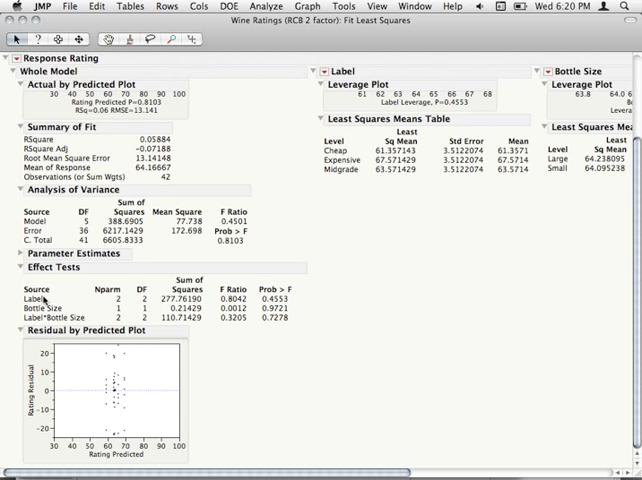 JMP File Edit Tables Rows Cols DOE Analyze Graph Tools View Window Help Wed 6:20 PM
Wine Ratings (RCB 2 factor): Fit Least Squares
Response Rating
Whole Model
Actual by Predicted Plot
30 40 50 60 70 80 90 100
Rating Predicted P=0.8103
RSq=0.06 RMSE=13.141
Summary of Fit
RSquare 0.05884
RSquare Adj -0.07188
Root Mean Square Error 13.14148
Mean of Response 64.16667
Observations (or Sum Wgts) 42
Analysis of Variance
Sum of
Source DF Squares Mean Square F Ratio
Model 5 388.6905 77.738 0.4501
Error 36 6217.1429 172.698 Prob > F
C. Total 41 6605.8333 0.8103
Parameter Estimates
Effect Tests
Sum of
Source Nparm DF Squares F Ratio Prob > F
Label 2 2 277.76190 0.8042 0.4553
Bottle Size 1 1 0.21429 0.0012 0.9721
Label*Bottle Size 2 2 110.71429 0.3205 0.7278
Residual by Predicted Plot
Rating Residual
20
10
0
-10
-20
30 40 50 60 70 80 90 100
Rating Predicted
Label
Leverage Plot
61 62 63 64 65 66 67 68
Label Leverage, P=0.4553
Least Squares Means Table
Least
Level Sq Mean Std Error Mean
Cheap 61.357143 3.5122074 61.3571
Expensive 67.571429 3.5122074 67.5714
Midgrade 63.571429 3.5122074 63.5714
Bottle Size
Leverage Plot
63.8 64.0
Bo
Levera
Least Squares Mea
Least
Level Sq Mean
Large 64.238095
Small 64.095238